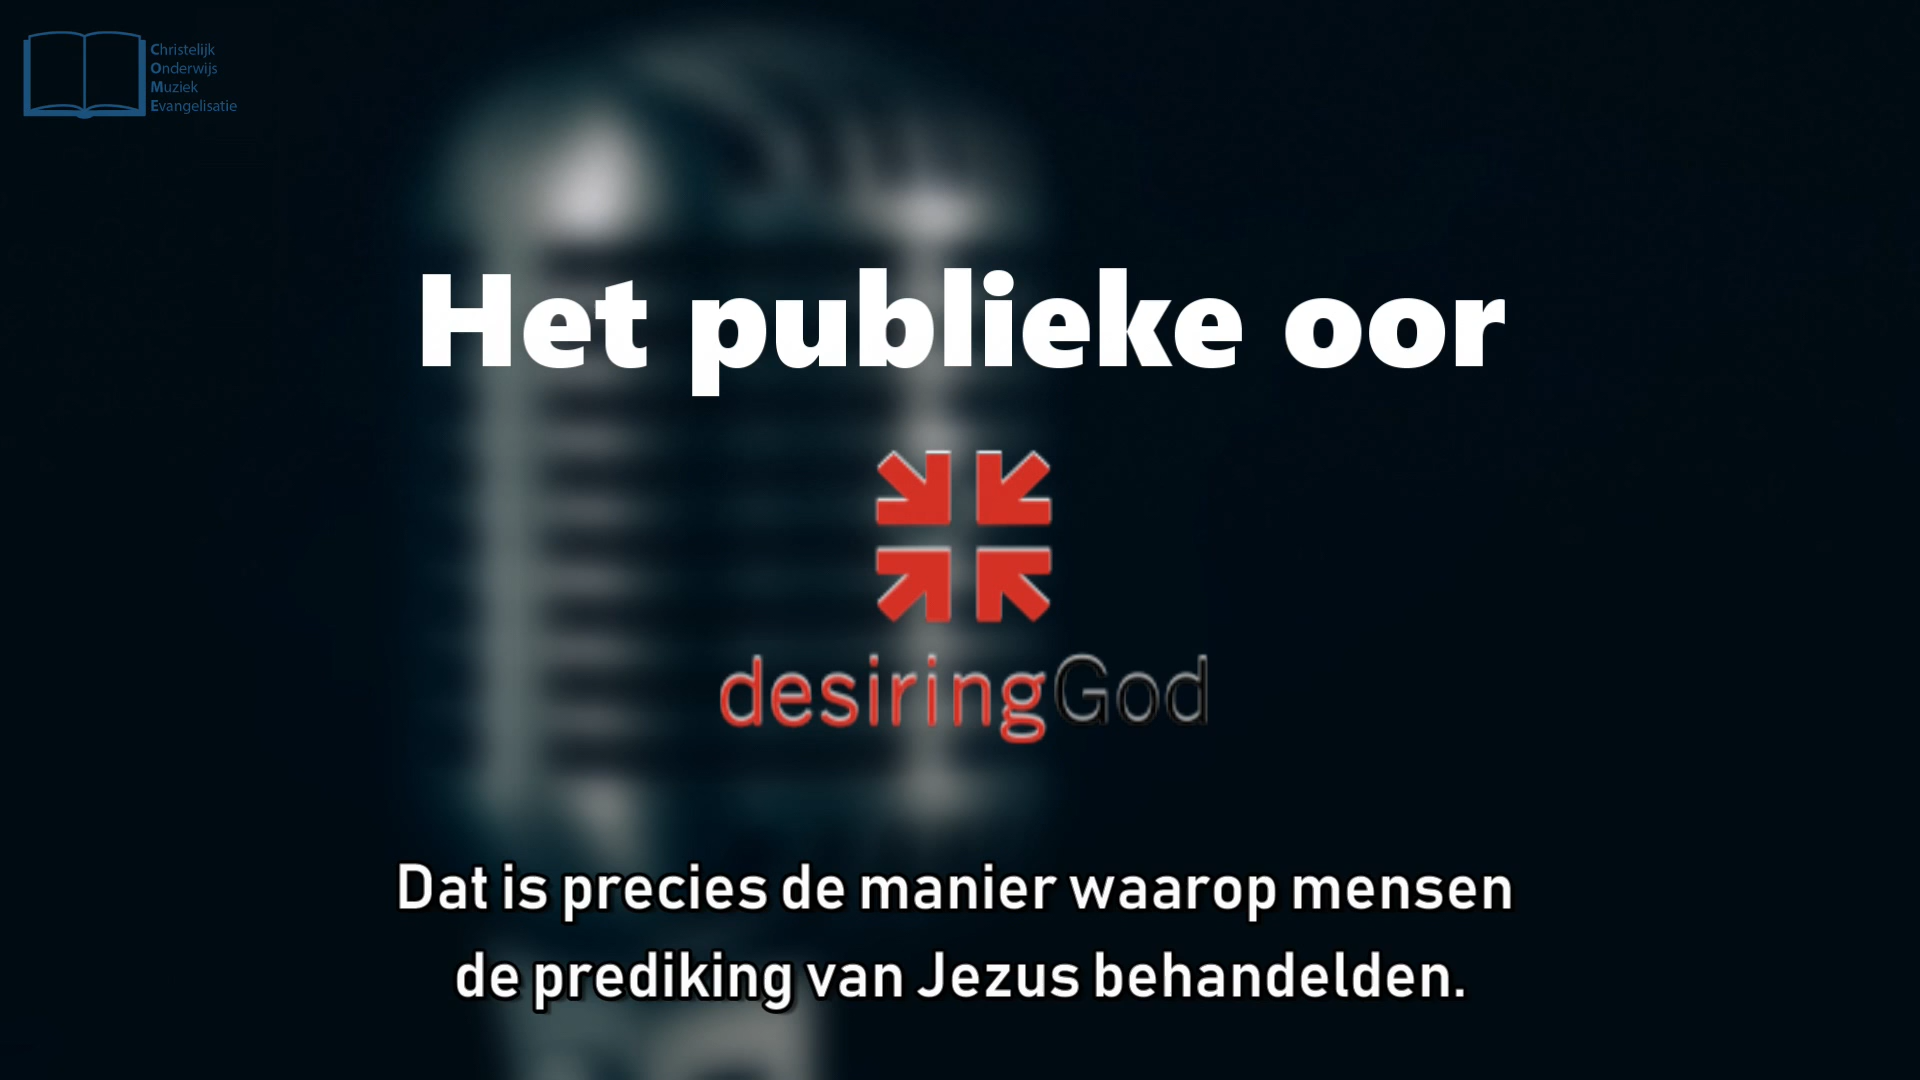 Christelijk
Onderwijs
Muziek
Evangelisatie
Het publieke oor
desiringGod
Dat is precies de manier waarop mensen
de prediking van Jezus behandelden.